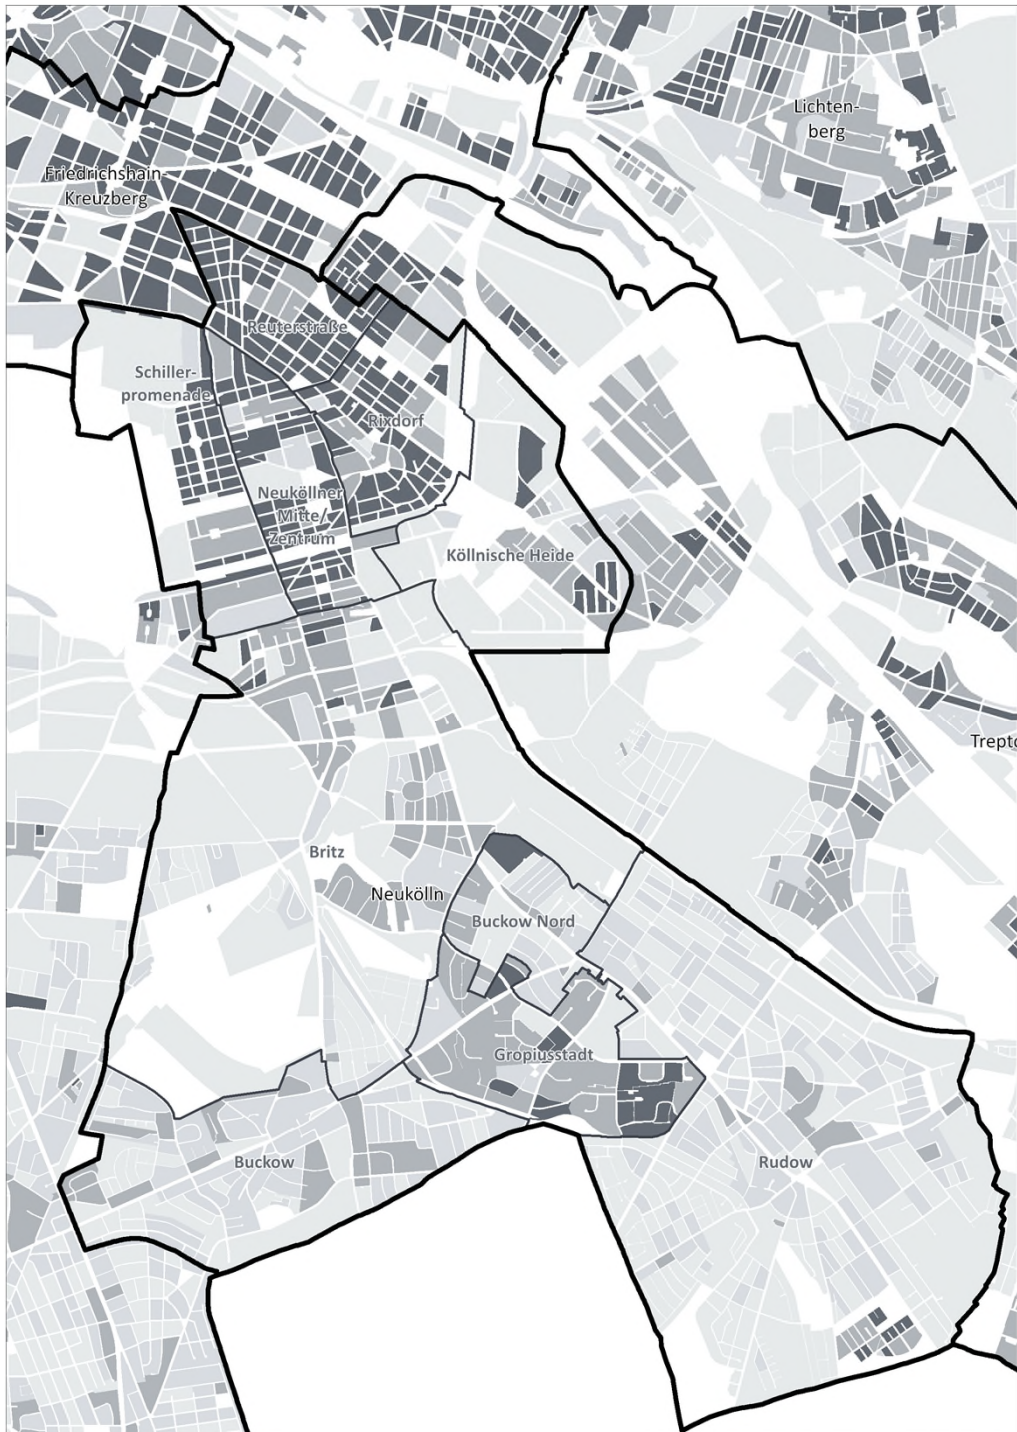 Lichten-
berg
Friedrichshain-
Kreuzberg
Reuterstraße
Schiller-
promenade
Rixdorf
Neuköllner
Mitte/
Zentrum
Köllnische Heide
Trepto
Britz
Neukölln
Buckow Nord
Gropiusstadt
Buckow
Rudow